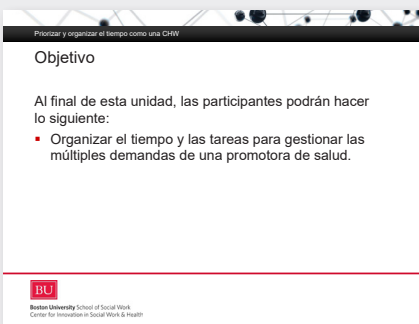 Priorizar y organizar el tiempo como una CHW
Objetivo
Al final de esta unidad, las participantes podrán hacer
lo siguiente:
Organizar el tiempo y las tareas para gestionar las
múltiples demandas de una promotora de salud.
BU
Boston University School of Social Work
Center for Innovation in Social Work & Health